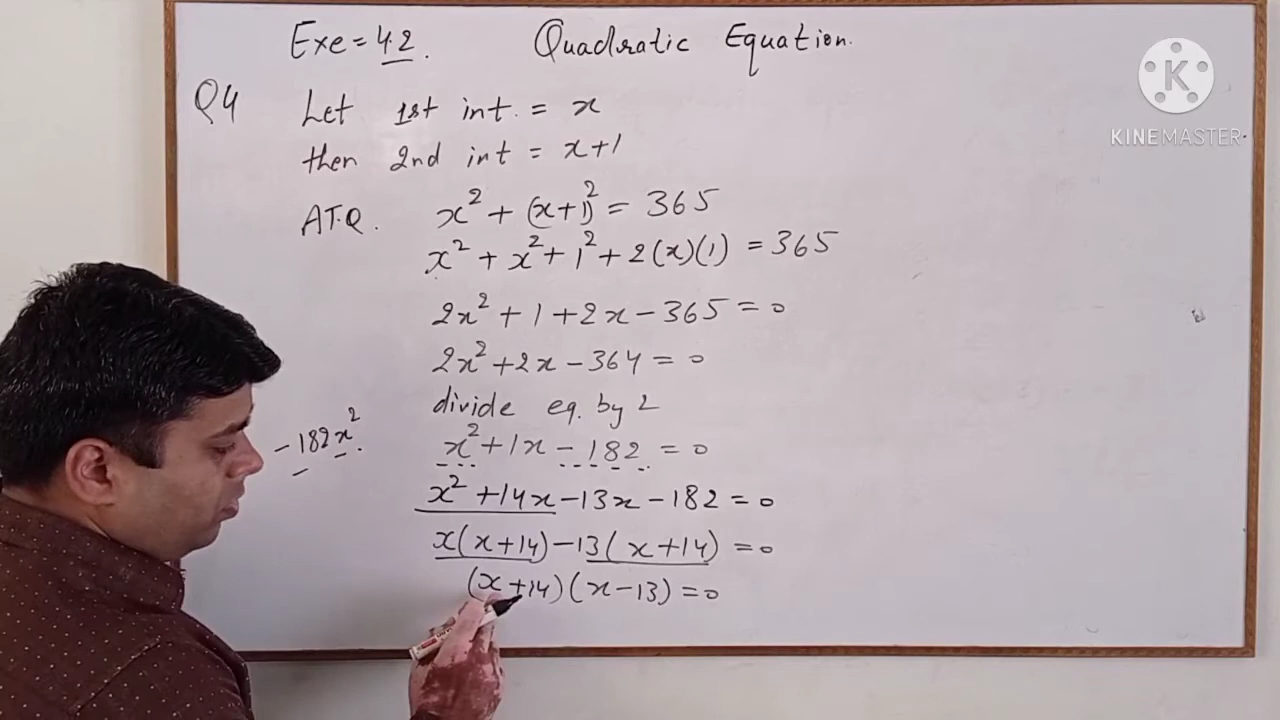 Exe = 4.2. Quadratic Equation.
Q4 Let 1st int. = x
then 2nd int = x+1
A.T.Q. x² + (x+1)² = 365
x² + x² + 1² + 2(x)(1) = 365
2x² + 1 + 2x - 365 = 0
2x² + 2x - 364 = 0
divide eq. by 2
- 182x². x² + 1x - 182 = 0
x² + 14x - 13x - 182 = 0
x(x+14) - 13(x+14) = 0
(x+14)(x-13) = 0
KINEMASTER